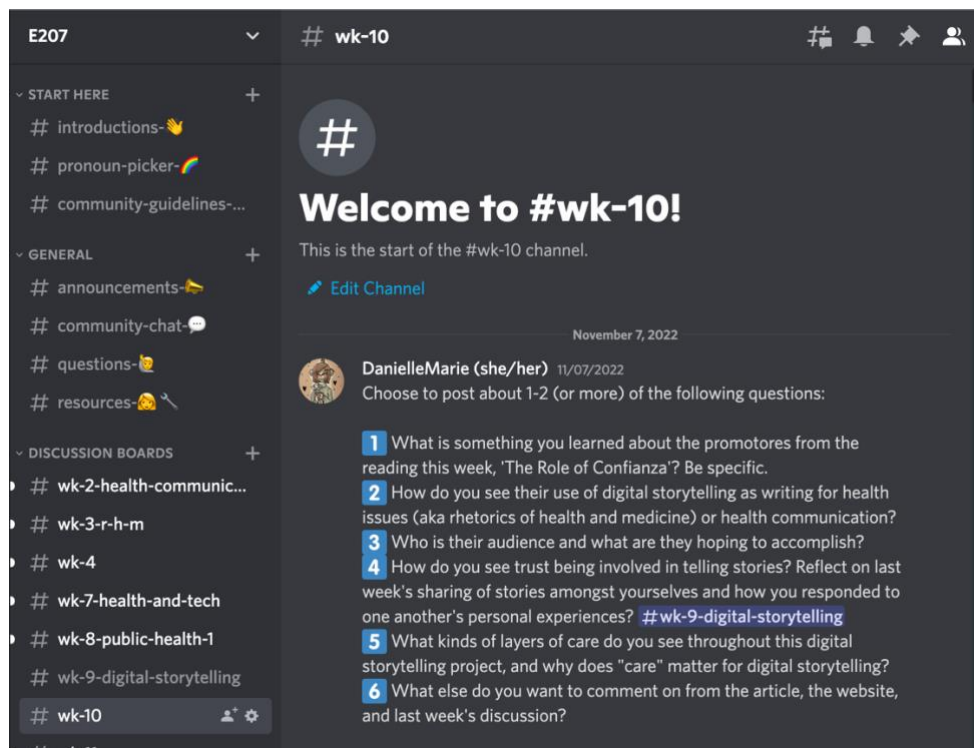 E207
START HERE
# introductions-👋
# pronoun-picker-🌈
# community-guidelines-...
GENERAL
# announcements-📣
# community-chat-💬
# questions-🙋
# resources-👩‍🔧
DISCUSSION BOARDS
# wk-2-health-communic...
# wk-3-r-h-m
# wk-4
# wk-7-health-and-tech
# wk-8-public-health-1
# wk-9-digital-storytelling
# wk-10
# wk-10
#
Welcome to #wk-10!
This is the start of the #wk-10 channel.
Edit Channel
November 7, 2022
DanielleMarie (she/her) 11/07/2022
Choose to post about 1-2 (or more) of the following questions:
1 What is something you learned about the promotores from the
reading this week, 'The Role of Confianza'? Be specific.
2 How do you see their use of digital storytelling as writing for health
issues (aka rhetorics of health and medicine) or health communication?
3 Who is their audience and what are they hoping to accomplish?
4 How do you see trust being involved in telling stories? Reflect on last
week's sharing of stories amongst yourselves and how you responded
to one another's personal experiences? #wk-9-digital-storytelling
5 What kinds of layers of care do you see throughout this digital
storytelling project, and why does "care" matter for digital storytelling?
6 What else do you want to comment on from the article, the website,
and last week's discussion?